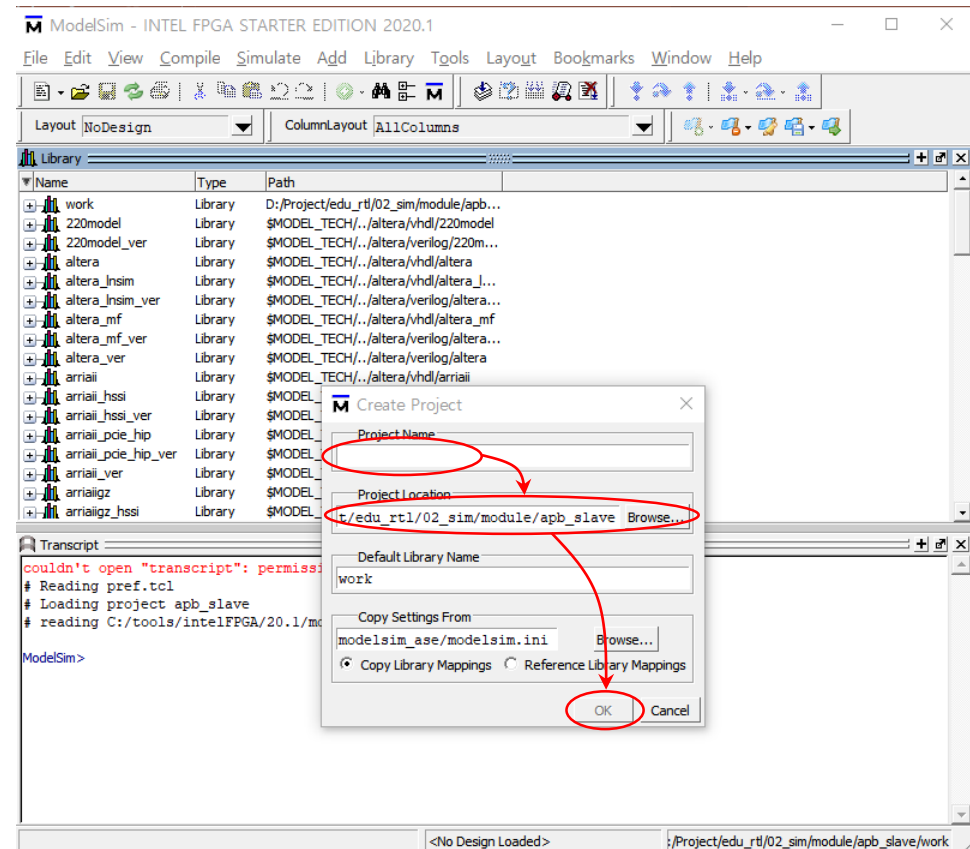 ModelSim - INTEL FPGA STARTER EDITION 2020.1
File Edit View Compile Simulate Add Library Tools Layout Bookmarks Window Help
Layout NoDesign ColumnLayout AllColumns
Library
Name Type Path
work Library D:/Project/edu_rtl/02_sim/module/apb...
220model Library $MODEL_TECH/../altera/vhdl/220model
220model_ver Library $MODEL_TECH/../altera/verilog/220m...
altera Library $MODEL_TECH/../altera/vhdl/altera
altera_lnsim Library $MODEL_TECH/../altera/vhdl/altera_l...
altera_lnsim_ver Library $MODEL_TECH/../altera/verilog/altera...
altera_mf Library $MODEL_TECH/../altera/vhdl/altera_mf
altera_mf_ver Library $MODEL_TECH/../altera/verilog/altera...
altera_ver Library $MODEL_TECH/../altera/verilog/altera
arriaii Library $MODEL_TECH/../altera/vhdl/arriaii
arriaii_hssi Library $MODEL_
arriaii_hssi_ver Library $MODEL_
arriaii_pcie_hip Library $MODEL_
arriaii_pcie_hip_ver Library $MODEL_
arriaii_ver Library $MODEL_
arriaiigz Library $MODEL_
arriaiigz_hssi Library $MODEL_
Create Project
Project Name
Project Location
t/edu_rtl/02_sim/module/apb_slave Browse...
Default Library Name
work
Copy Settings From
modelsim_ase/modelsim.ini Browse...
Copy Library Mappings Reference Library Mappings
OK Cancel
Transcript
couldn't open "transcript": permissi
# Reading pref.tcl
# Loading project apb_slave
# reading C:/tools/intelFPGA/20.1/mo
ModelSim>
<No Design Loaded> :/Project/edu_rtl/02_sim/module/apb_slave/work